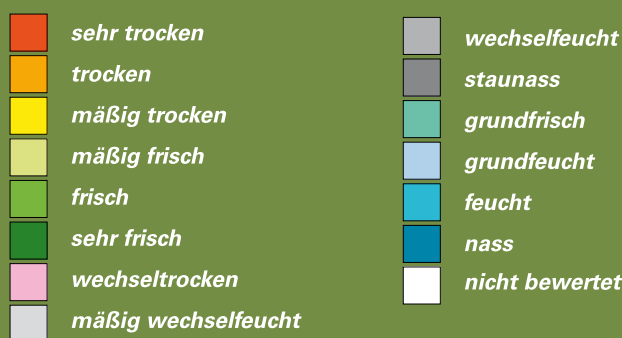 sehr trocken
trocken
mäßig trocken
mäßig frisch
frisch
sehr frisch
wechseltrocken
mäßig wechselfeucht
wechselfeucht
staunass
grundfrisch
grundfeucht
feucht
nass
nicht bewertet